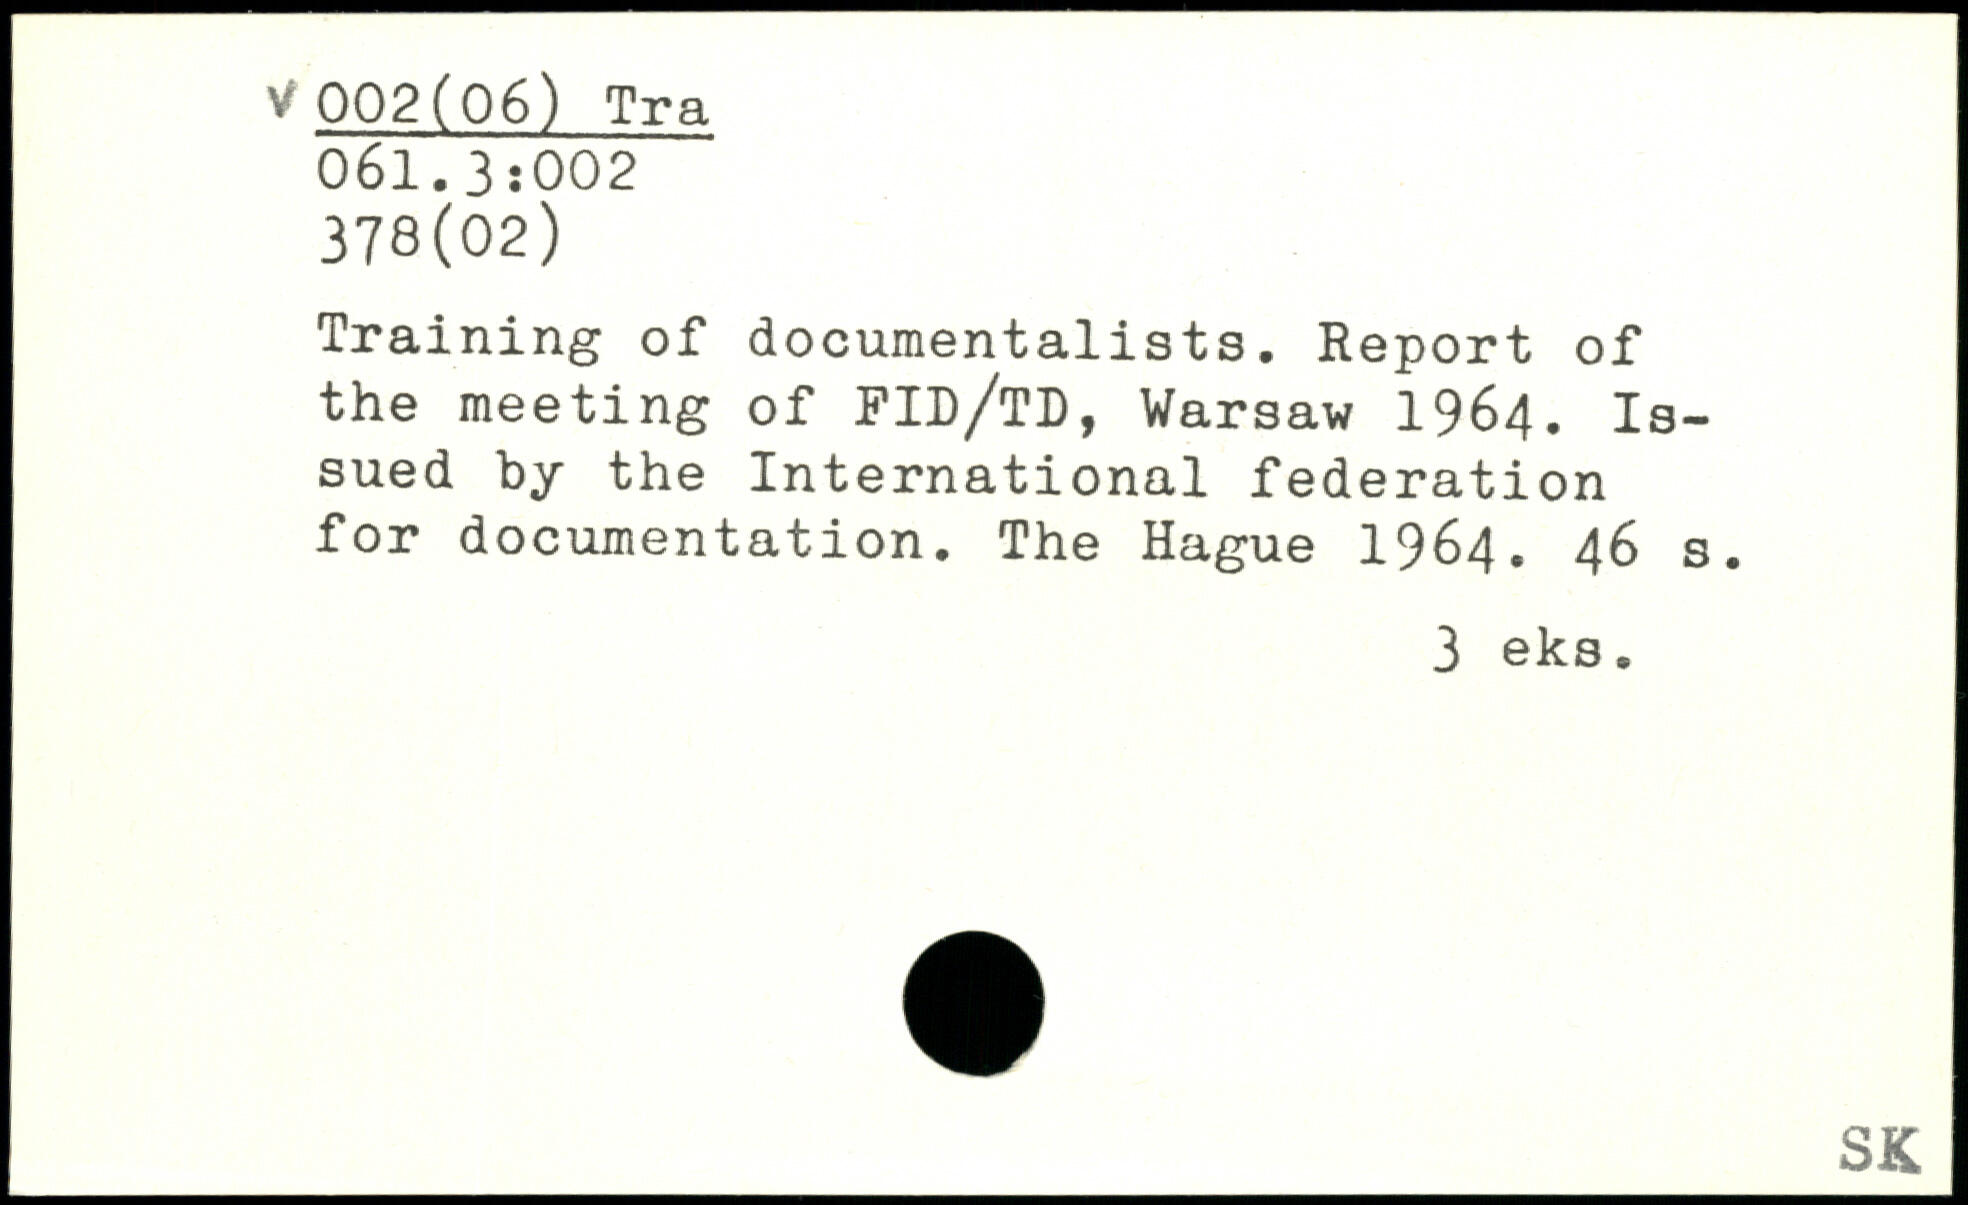 v 002(06) Tra
061.3:002
378(02)
Training of documentalists. Report of
the meeting of FID/TD, Warsaw 1964. Is-
sued by the International federation
for documentation. The Hague 1964. 46 s.
3 eks.
SK